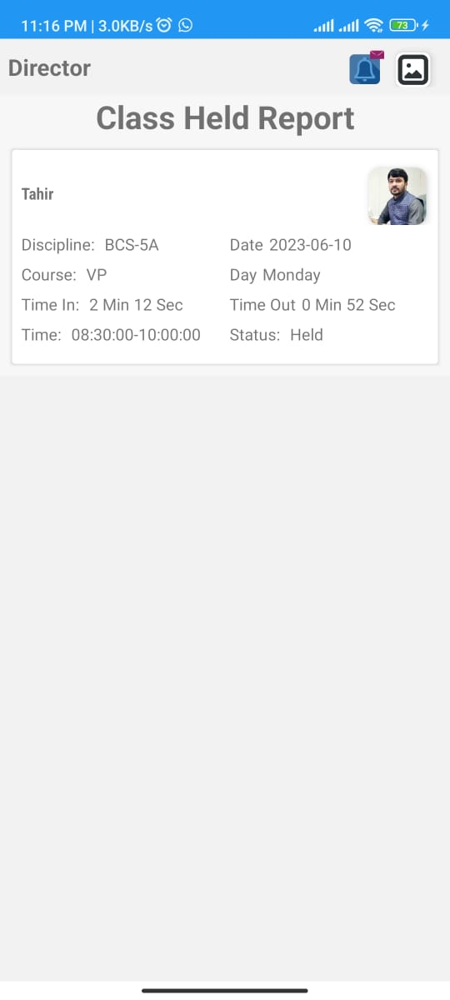 11:16 PM | 3.0KB/s
73
Director
Class Held Report
Tahir
Discipline: BCS-5A
Date 2023-06-10
Course: VP
Day Monday
Time In: 2 Min 12 Sec
Time Out 0 Min 52 Sec
Time: 08:30:00-10:00:00
Status: Held